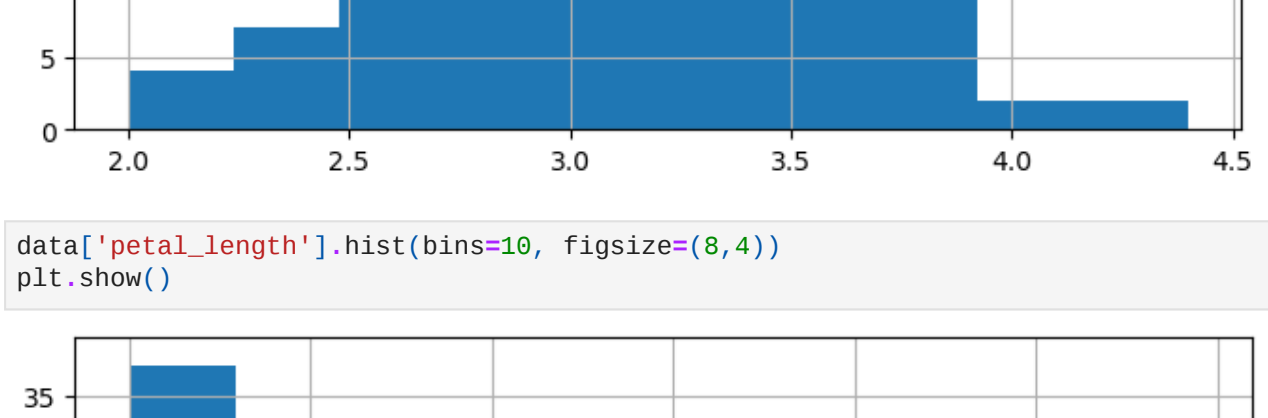 5
0
2.0 2.5 3.0 3.5 4.0 4.5
data['petal_length'].hist(bins=10, figsize=(8,4))
plt.show()
35